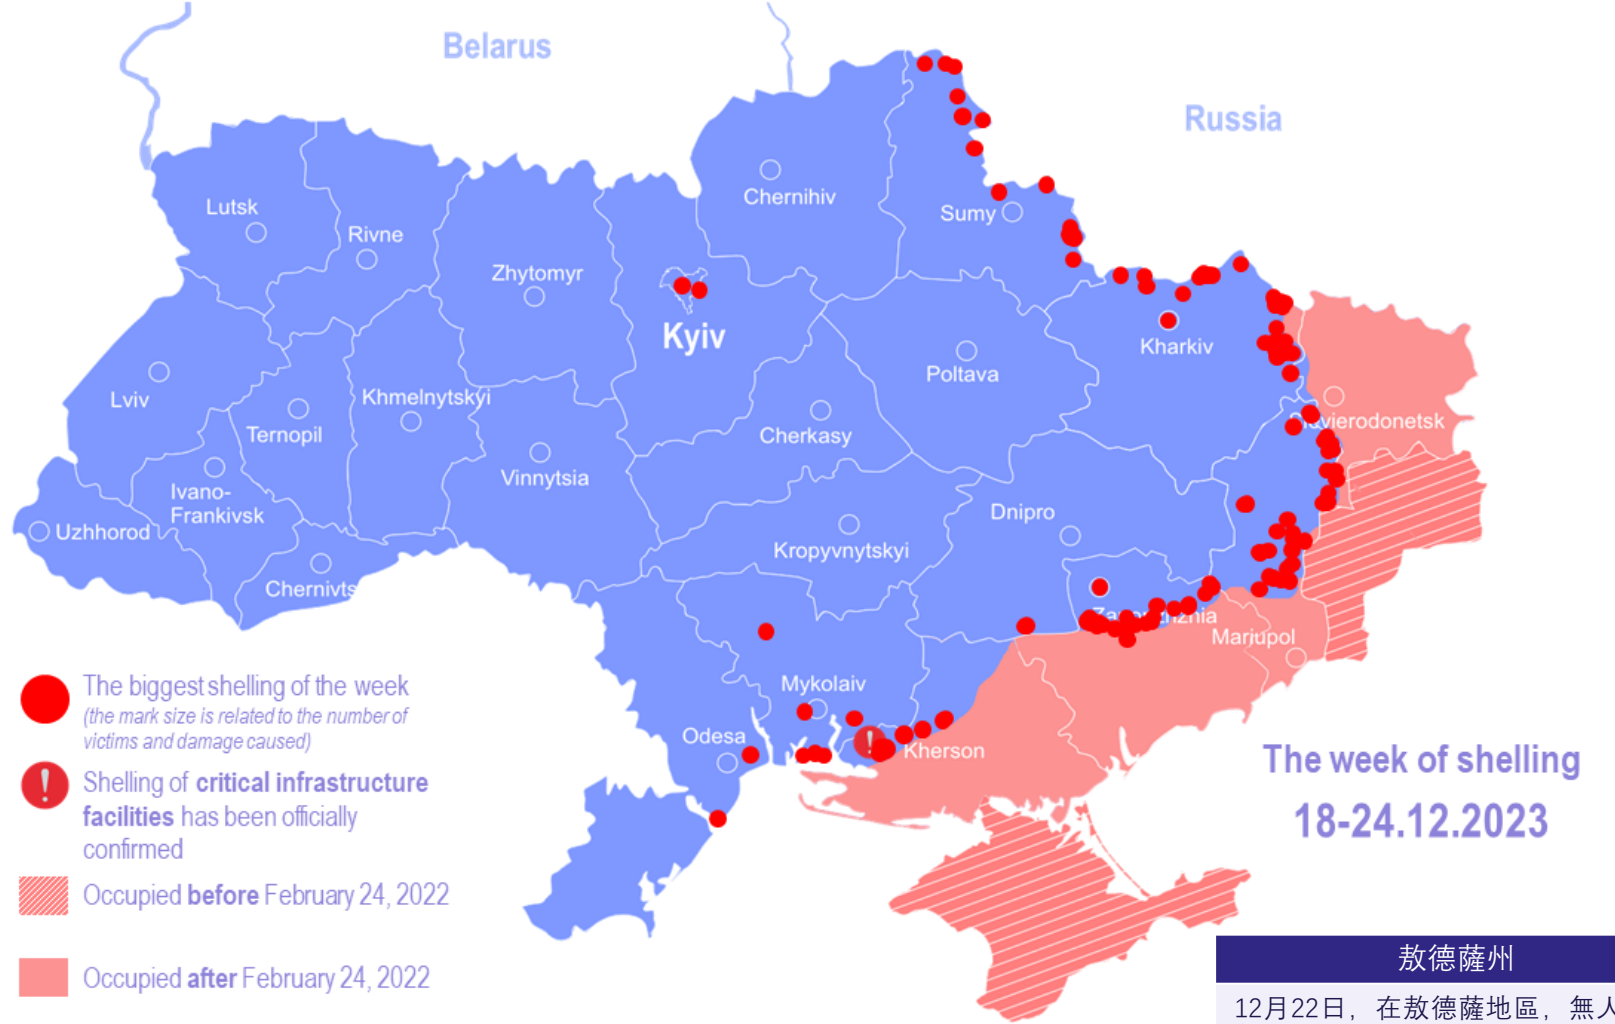 Belarus
Russia
Chernihiv
Lutsk
Sumy
Rivne
Zhytomyr
Kyiv
Kharkiv
Poltava
Lviv
Khmelnytskyi
Ternopil
Cherkasy
Vinnytsia
Ivano-
Frankivsk
Uzhhorod
Dnipro
Kropyvnytskyi
Chernivts
Mariupol
Mykolaiv
Odesa
Kherson
The biggest shelling of the week
(the mark size is related to the number of
victims and damage caused)
Shelling of critical infrastructure
facilities has been officially
confirmed
Occupied before February 24, 2022
Occupied after February 24, 2022
The week of shelling
18-24.12.2023
敖德薩州
12月22日，在敖德薩地區，無人